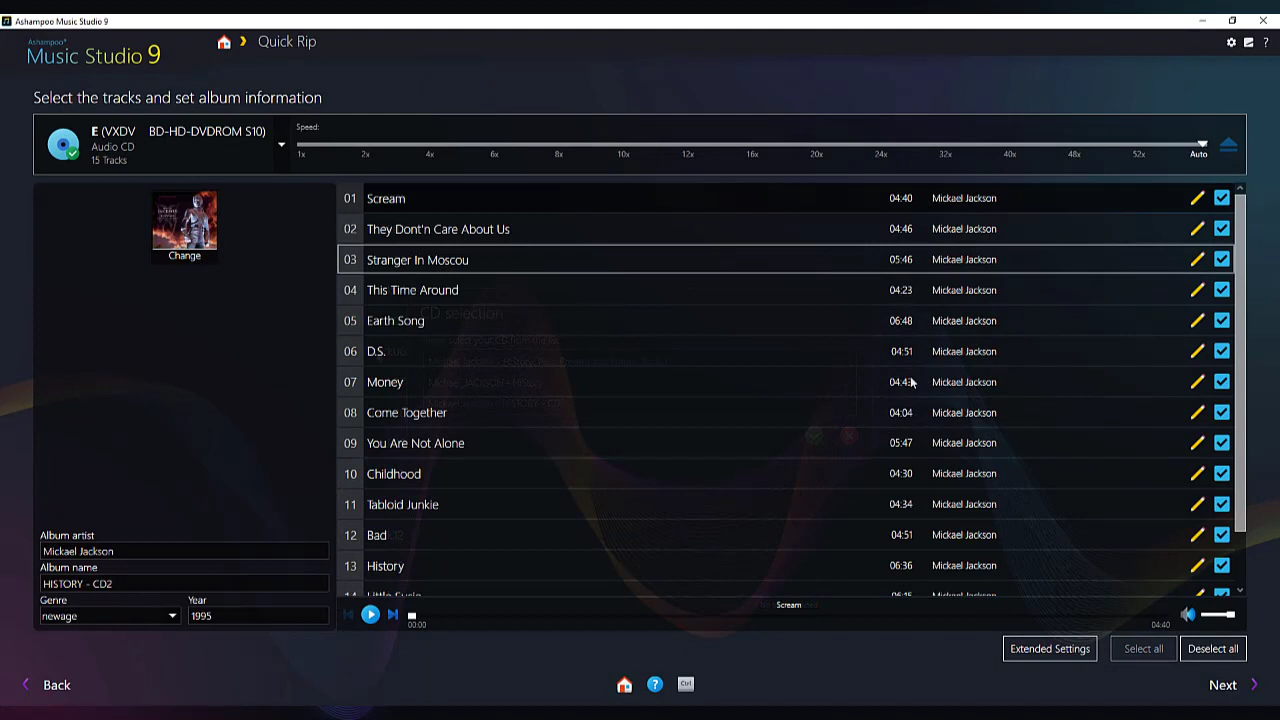 Ashampoo Music Studio 9
Ashampoo®
Music Studio 9
Quick Rip
?
Select the tracks and set album information
E (VXDV BD-HD-DVDROM S10)
Audio CD
15 Tracks
Speed:
1x 2x 4x 6x 8x 10x 12x 16x 20x 24x 32x 40x 48x 52x Auto
Change
01 Scream 04:40 Mickael Jackson
02 They Dont'n Care About Us 04:46 Mickael Jackson
03 Stranger In Moscou 05:46 Mickael Jackson
04 This Time Around 04:23 Mickael Jackson
CD selection
05 Earth Song 06:48 Mickael Jackson
06 D.S. 04:51 Mickael Jackson
07 Money 04:43 Mickael Jackson
08 Come Together 04:04 Mickael Jackson
09 You Are Not Alone 05:47 Mickael Jackson
10 Childhood 04:30 Mickael Jackson
11 Tabloid Junkie 04:34 Mickael Jackson
12 Bad 04:51 Mickael Jackson
13 History 06:36 Mickael Jackson
14 Little Susie 06:15 Mickael Jackson
Album artist
Mickael Jackson
Album name
HISTORY - CD2
Genre Year
newage 1995
Scream
00:00 04:40
Extended Settings Select all Deselect all
Back ? Ctrl Next